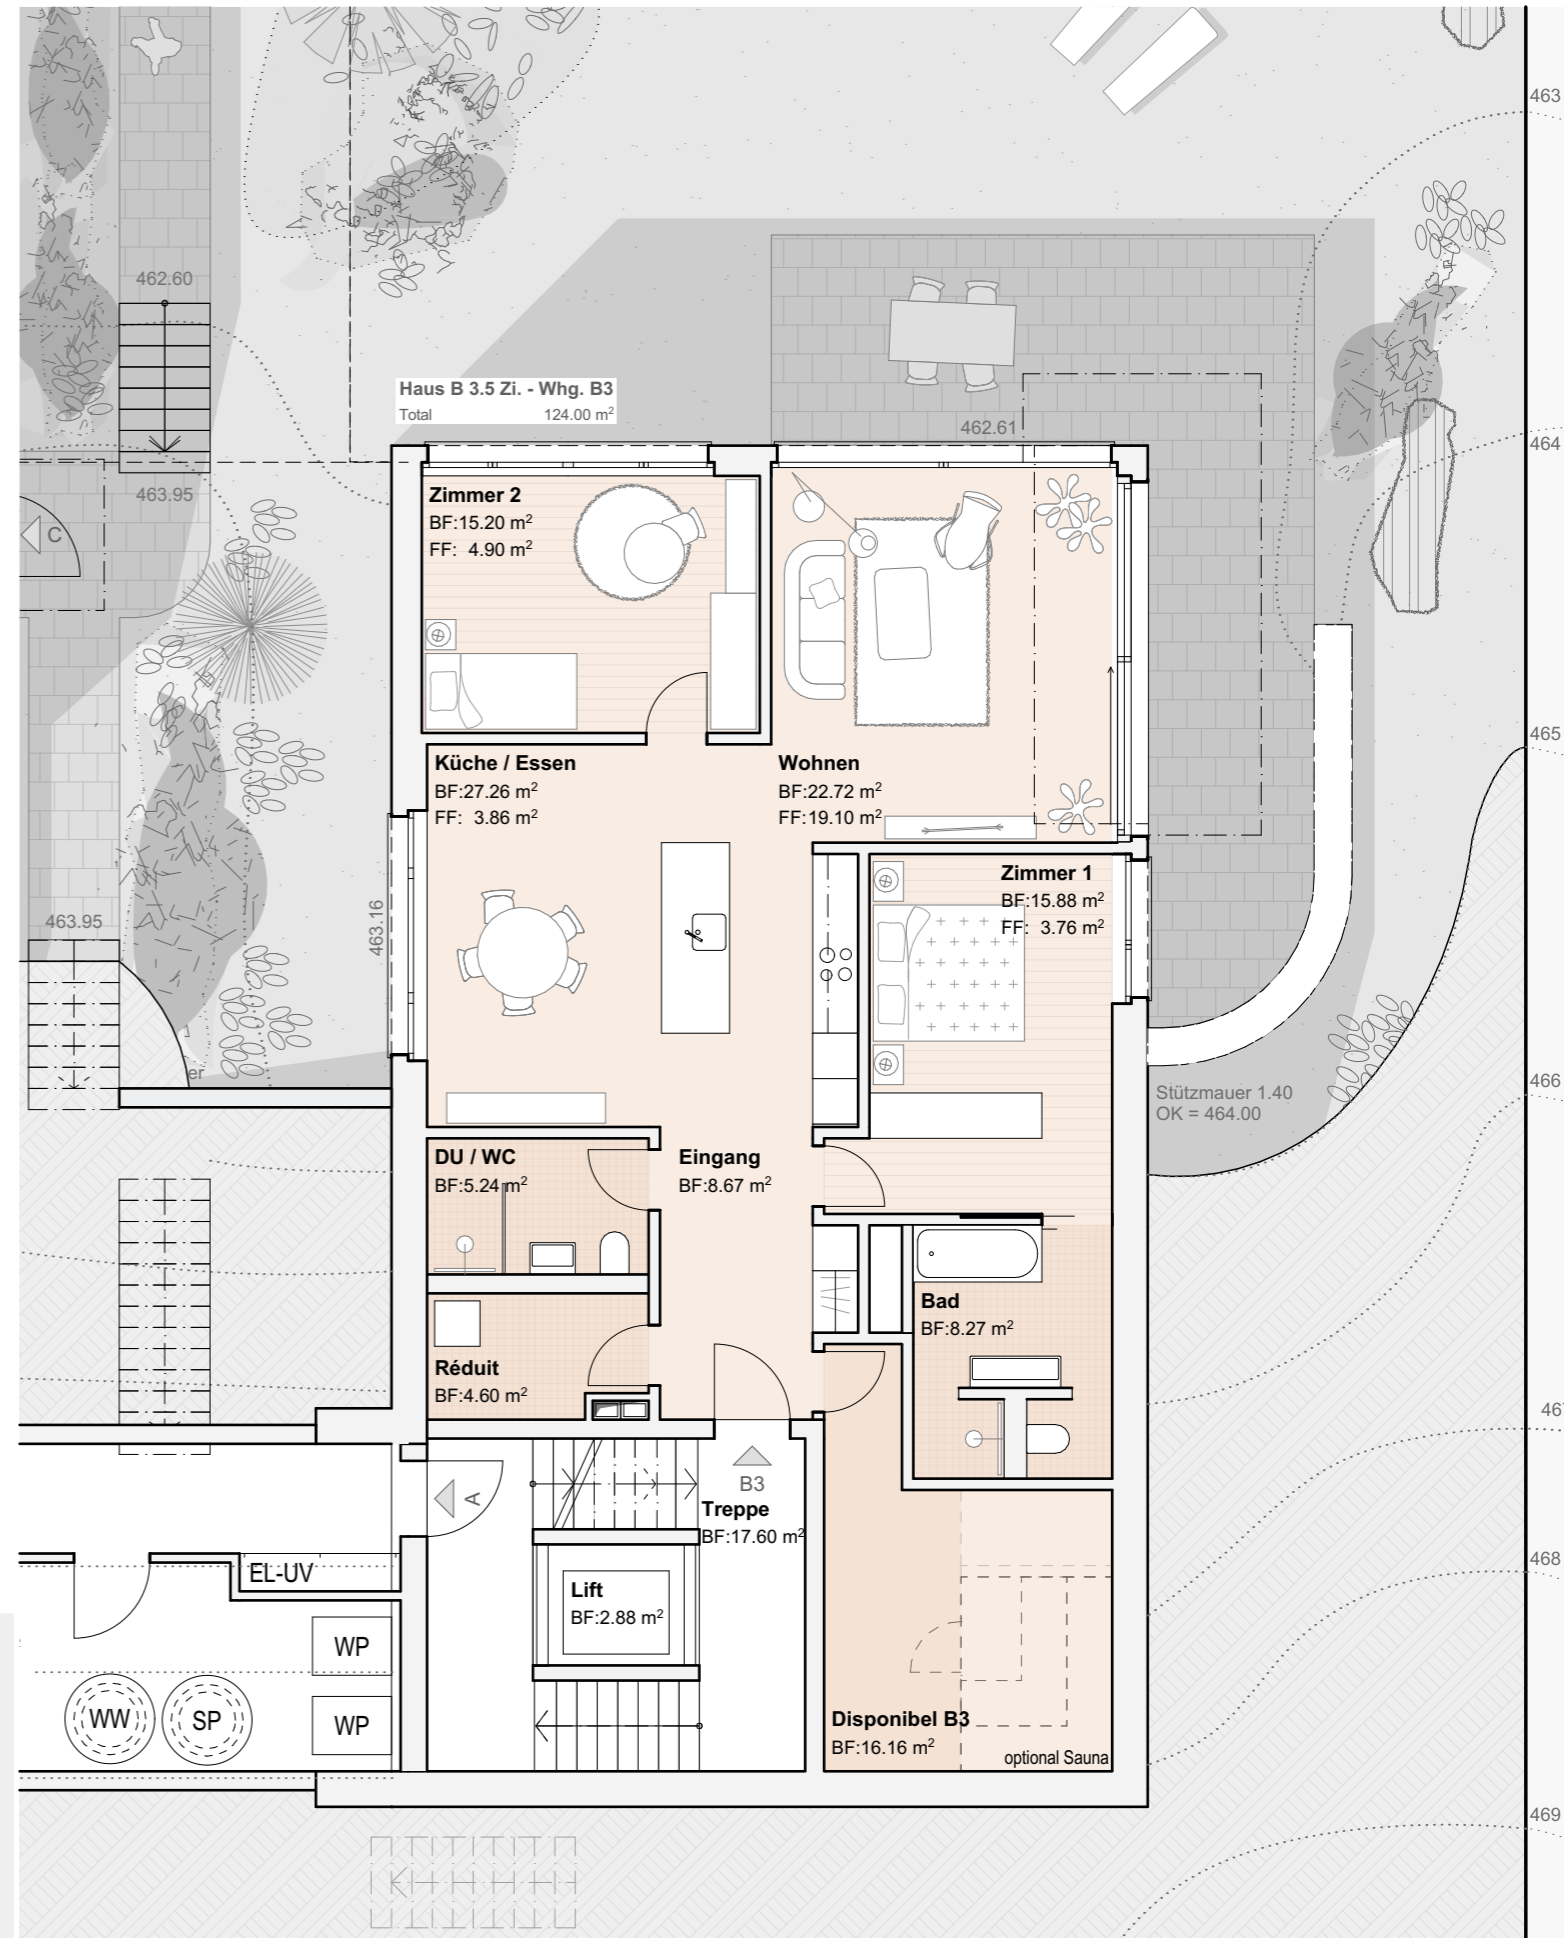 463
462.60
Haus B 3.5 Zi. - Whg. B3
Total 124.00 m²
462.61
464
463.95
C
Zimmer 2
BF:15.20 m²
FF: 4.90 m²
465
Küche / Essen
BF:27.26 m²
FF: 3.86 m²
Wohnen
BF:22.72 m²
FF:19.10 m²
Zimmer 1
BF:15.88 m²
FF: 3.76 m²
463.95
463.16
er
466
Stützmauer 1.40
OK = 464.00
DU / WC
BF:5.24 m²
Eingang
BF:8.67 m²
Bad
BF:8.27 m²
Réduit
BF:4.60 m²
467
A
B3
Treppe
BF:17.60 m²
468
EL-UV
Lift
BF:2.88 m²
WP
WW
SP
WP
Disponibel B3
BF:16.16 m²
optional Sauna
469